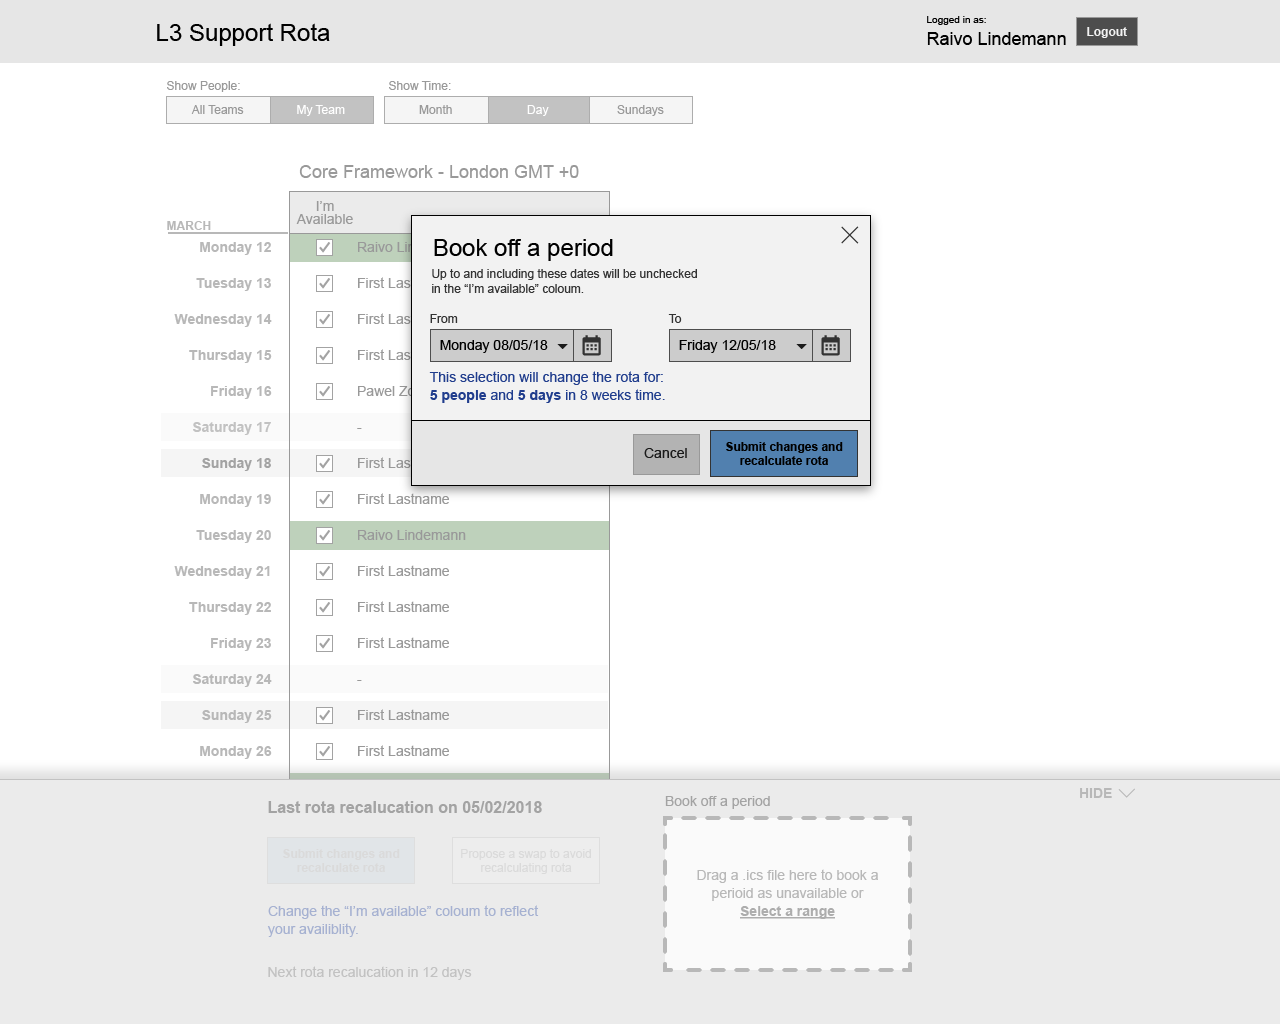 L3 Support Rota
Logged in as:
Raivo Lindemann
Logout
Show People:
All Teams
My Team
Show Time:
Month
Day
Sundays
Core Framework - London GMT +0
I'm
Available
MARCH
Monday 12
Raivo Li
Tuesday 13
First Las
Wednesday 14
First Las
Thursday 15
First Las
Friday 16
Pawel Zo
Saturday 17
-
Sunday 18
First Las
Monday 19
First Lastname
Tuesday 20
Raivo Lindemann
Wednesday 21
First Lastname
Thursday 22
First Lastname
Friday 23
First Lastname
Saturday 24
-
Sunday 25
First Lastname
Monday 26
First Lastname
Book off a period
Up to and including these dates will be unchecked
in the “I'm available” coloum.
From
Monday 08/05/18
To
Friday 12/05/18
This selection will change the rota for:
5 people and 5 days in 8 weeks time.
Cancel
Submit changes and
recalculate rota
Last rota recalucation on 05/02/2018
Submit changes and
recalculate rota
Propose a swap to avoid
recalculating rota
Change the “I'm available” coloum to reflect
your availiblity.
Next rota recalucation in 12 days
Book off a period
Drag a .ics file here to book a
perioid as unavailable or
Select a range
HIDE